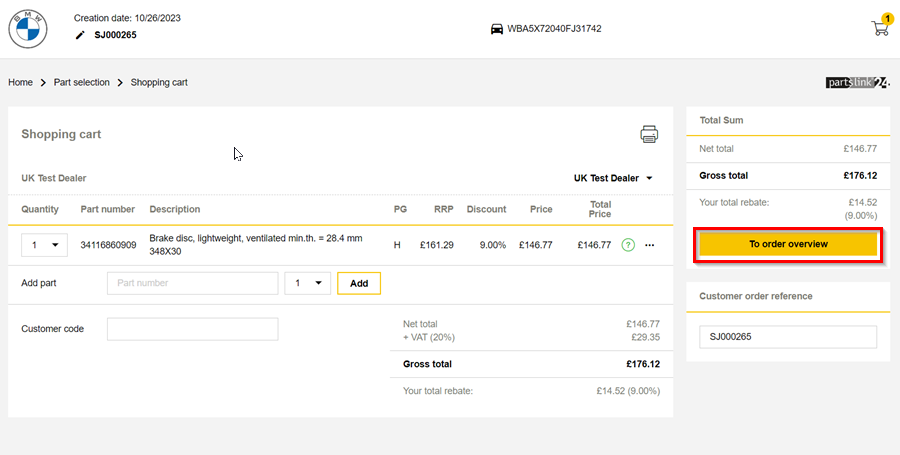 BMW
Creation date: 10/26/2023
SJ000265
WBA5X72040FJ31742
1
Home Part selection Shopping cart
partslink24
Shopping cart
UK Test Dealer
UK Test Dealer
Quantity Part number Description PG RRP Discount Price Total Price
1 34116860909 Brake disc, lightweight, ventilated min.th. = 28.4 mm H £161.29 9.00% £146.77 £146.77 ?
348X30
Add part Part number 1 Add
Customer code
Net total £146.77
+ VAT (20%) £29.35
Gross total £176.12
Your total rebate: £14.52 (9.00%)
Total Sum
Net total £146.77
Gross total £176.12
Your total rebate: £14.52
(9.00%)
To order overview
Customer order reference
SJ000265